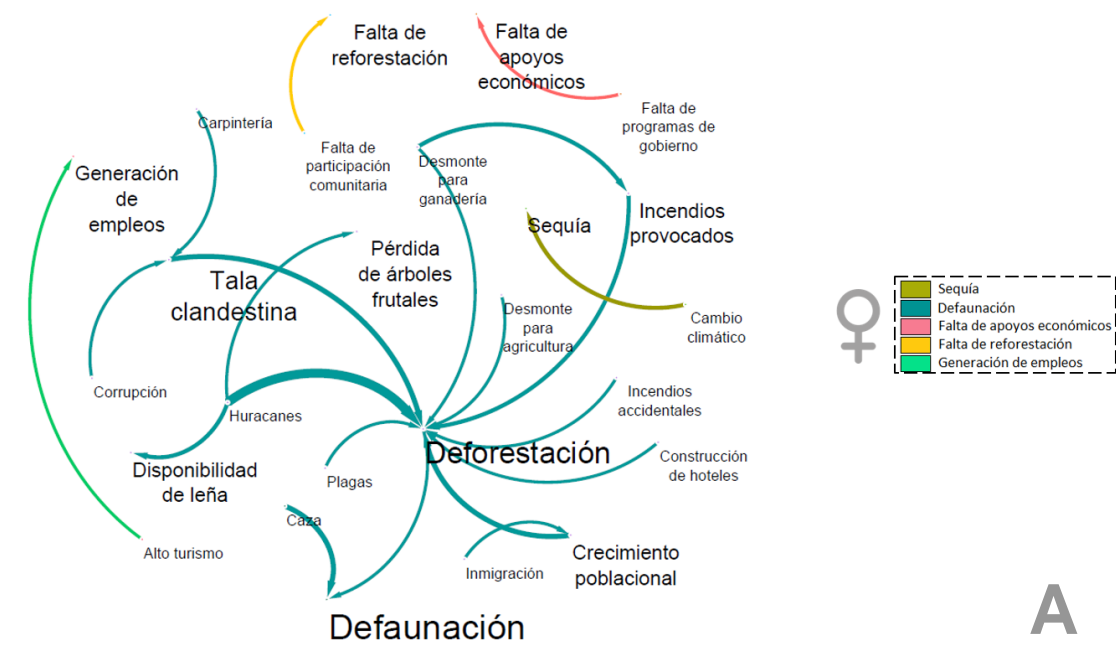 Falta de
reforestación
Falta de
apoyos
económicos
Falta de
programas de
gobierno
Carpintería
Falta de
participación
comunitaria
Desmonte
para
ganadería
Generación
de
empleos
Sequía
Incendios
provocados
Pérdida
de árboles
frutales
Tala
clandestina
Desmonte
para
agricultura
Cambio
climático
Corrupción
Huracanes
Incendios
accidentales
Deforestación
Construcción
de hoteles
Disponibilidad
de leña
Plagas
Caza
Alto turismo
Inmigración
Crecimiento
poblacional
Defaunación
Sequía
Defaunación
Falta de apoyos económicos
Falta de reforestación
Generación de empleos
A